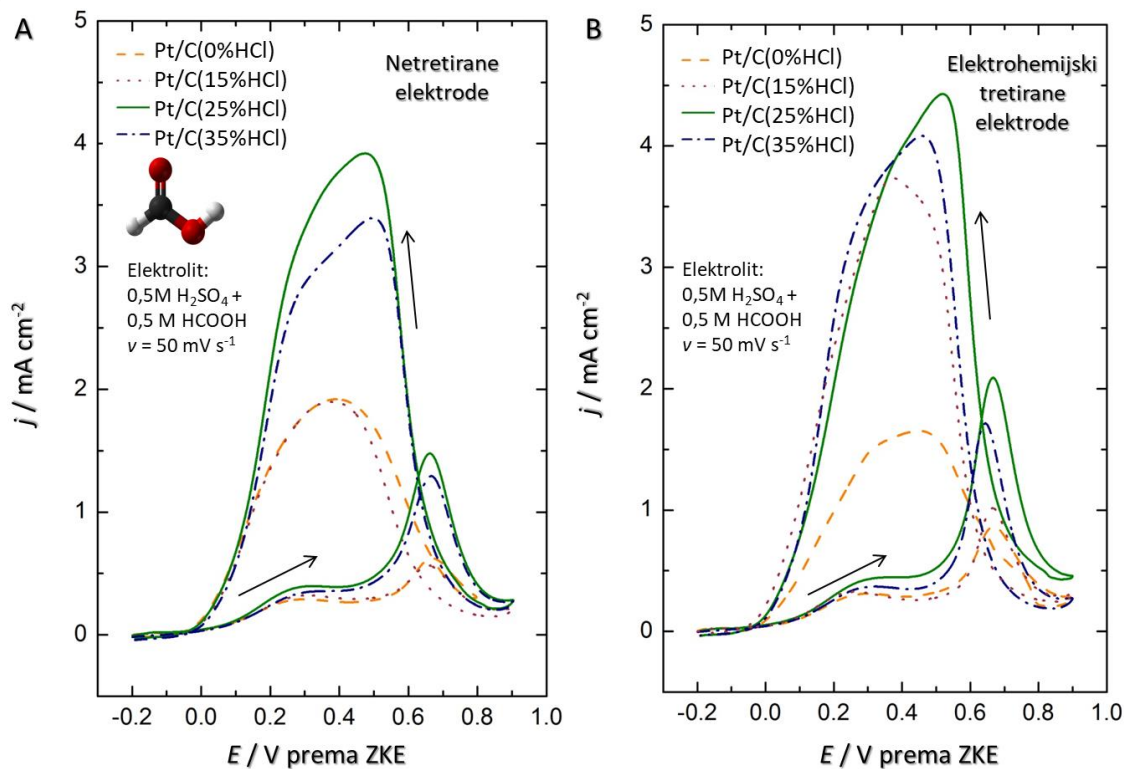 A
Pt/C(0%HCl)
Pt/C(15%HCl)
Pt/C(25%HCl)
Pt/C(35%HCl)
Netretirane
elektrode
Elektrolit:
0,5M H₂SO₄ +
0,5 M HCOOH
v = 50 mV s⁻¹
j / mA cm⁻²
5
4
3
2
1
0
-0.2 0.0 0.2 0.4 0.6 0.8 1.0
E / V prema ZKE
B
Pt/C(0%HCl)
Pt/C(15%HCl)
Pt/C(25%HCl)
Pt/C(35%HCl)
Elektrohemijski
tretirane
elektrode
Elektrolit:
0,5M H₂SO₄ +
0,5 M HCOOH
v = 50 mV s⁻¹
j / mA cm⁻²
5
4
3
2
1
0
-0.2 0.0 0.2 0.4 0.6 0.8 1.0
E / V prema ZKE